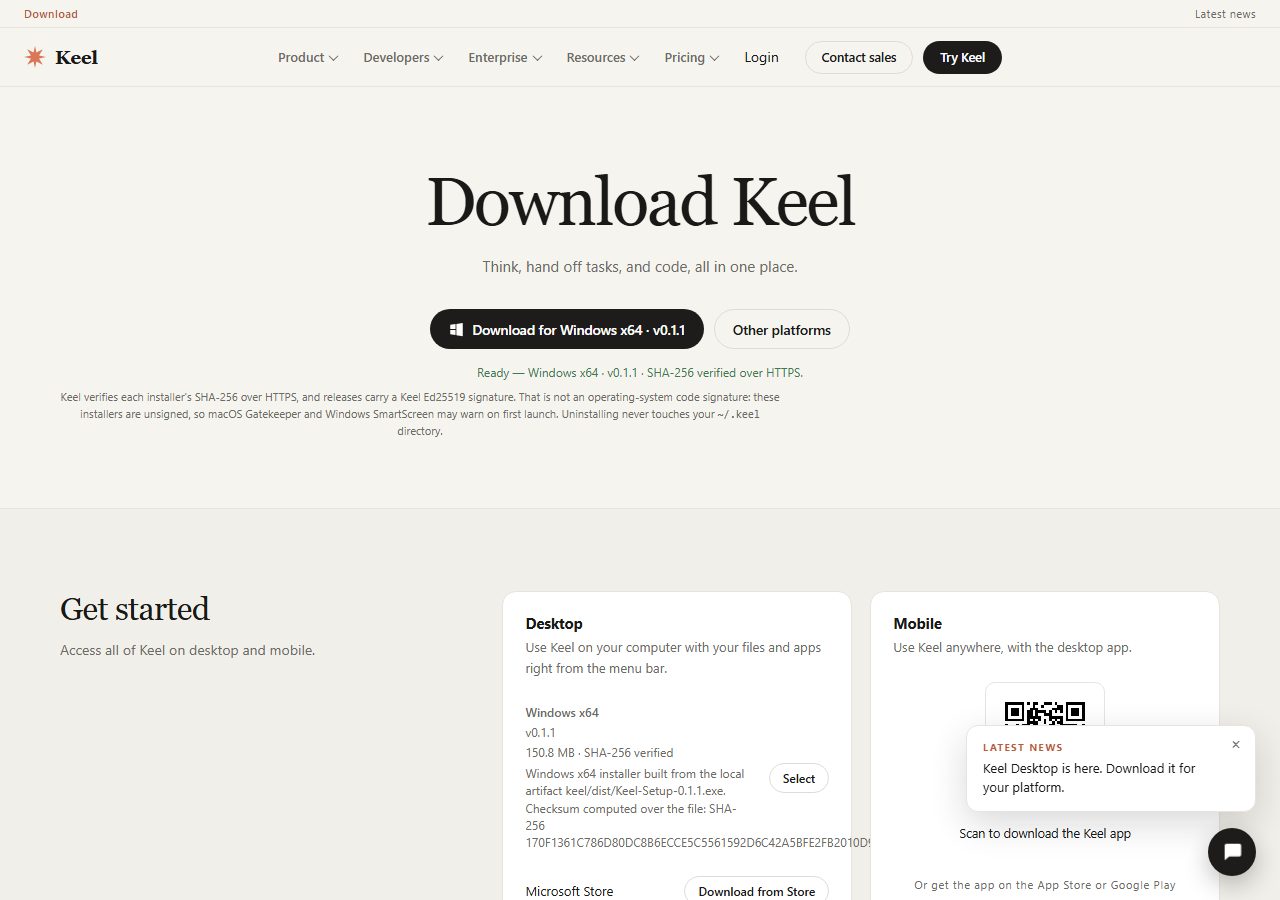 Download
Latest news
Keel
Product
Developers
Enterprise
Resources
Pricing
Login
Contact sales
Try Keel
Download Keel
Think, hand off tasks, and code, all in one place.
Download for Windows x64 · v0.1.1
Other platforms
Ready — Windows x64 · v0.1.1 · SHA-256 verified over HTTPS.
Keel verifies each installer's SHA-256 over HTTPS, and releases carry a Keel Ed25519 signature. That is not an operating-system code signature: these
installers are unsigned, so macOS Gatekeeper and Windows SmartScreen may warn on first launch. Uninstalling never touches your ~/.keel
directory.
Get started
Access all of Keel on desktop and mobile.
Desktop
Use Keel on your computer with your files and apps
right from the menu bar.
Windows x64
v0.1.1
150.8 MB · SHA-256 verified
Windows x64 installer built from the local
artifact keel/dist/Keel-Setup-0.1.1.exe.
Checksum computed over the file: SHA-
256
170F1361C786D80DC8B6ECCE5C5561592D6C42A5BFE2FB2010D9
Select
Microsoft Store
Download from Store
Mobile
Use Keel anywhere, with the desktop app.
LATEST NEWS
Keel Desktop is here. Download it for
your platform.
Scan to download the Keel app
Or get the app on the App Store or Google Play